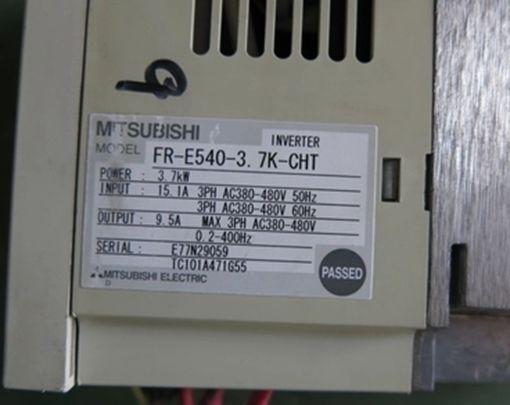 6
MITSUBISHI
INVERTER
MODEL FR-E540-3.7K-CHT
POWER : 3.7kW
INPUT : 15.1A 3PH AC380-480V 50Hz
3PH AC380-480V 60Hz
OUTPUT : 9.5A MAX 3PH AC380-480V
0.2-400Hz
SERIAL : E77N29059
TC101A471G55
PASSED
MITSUBISHI ELECTRIC